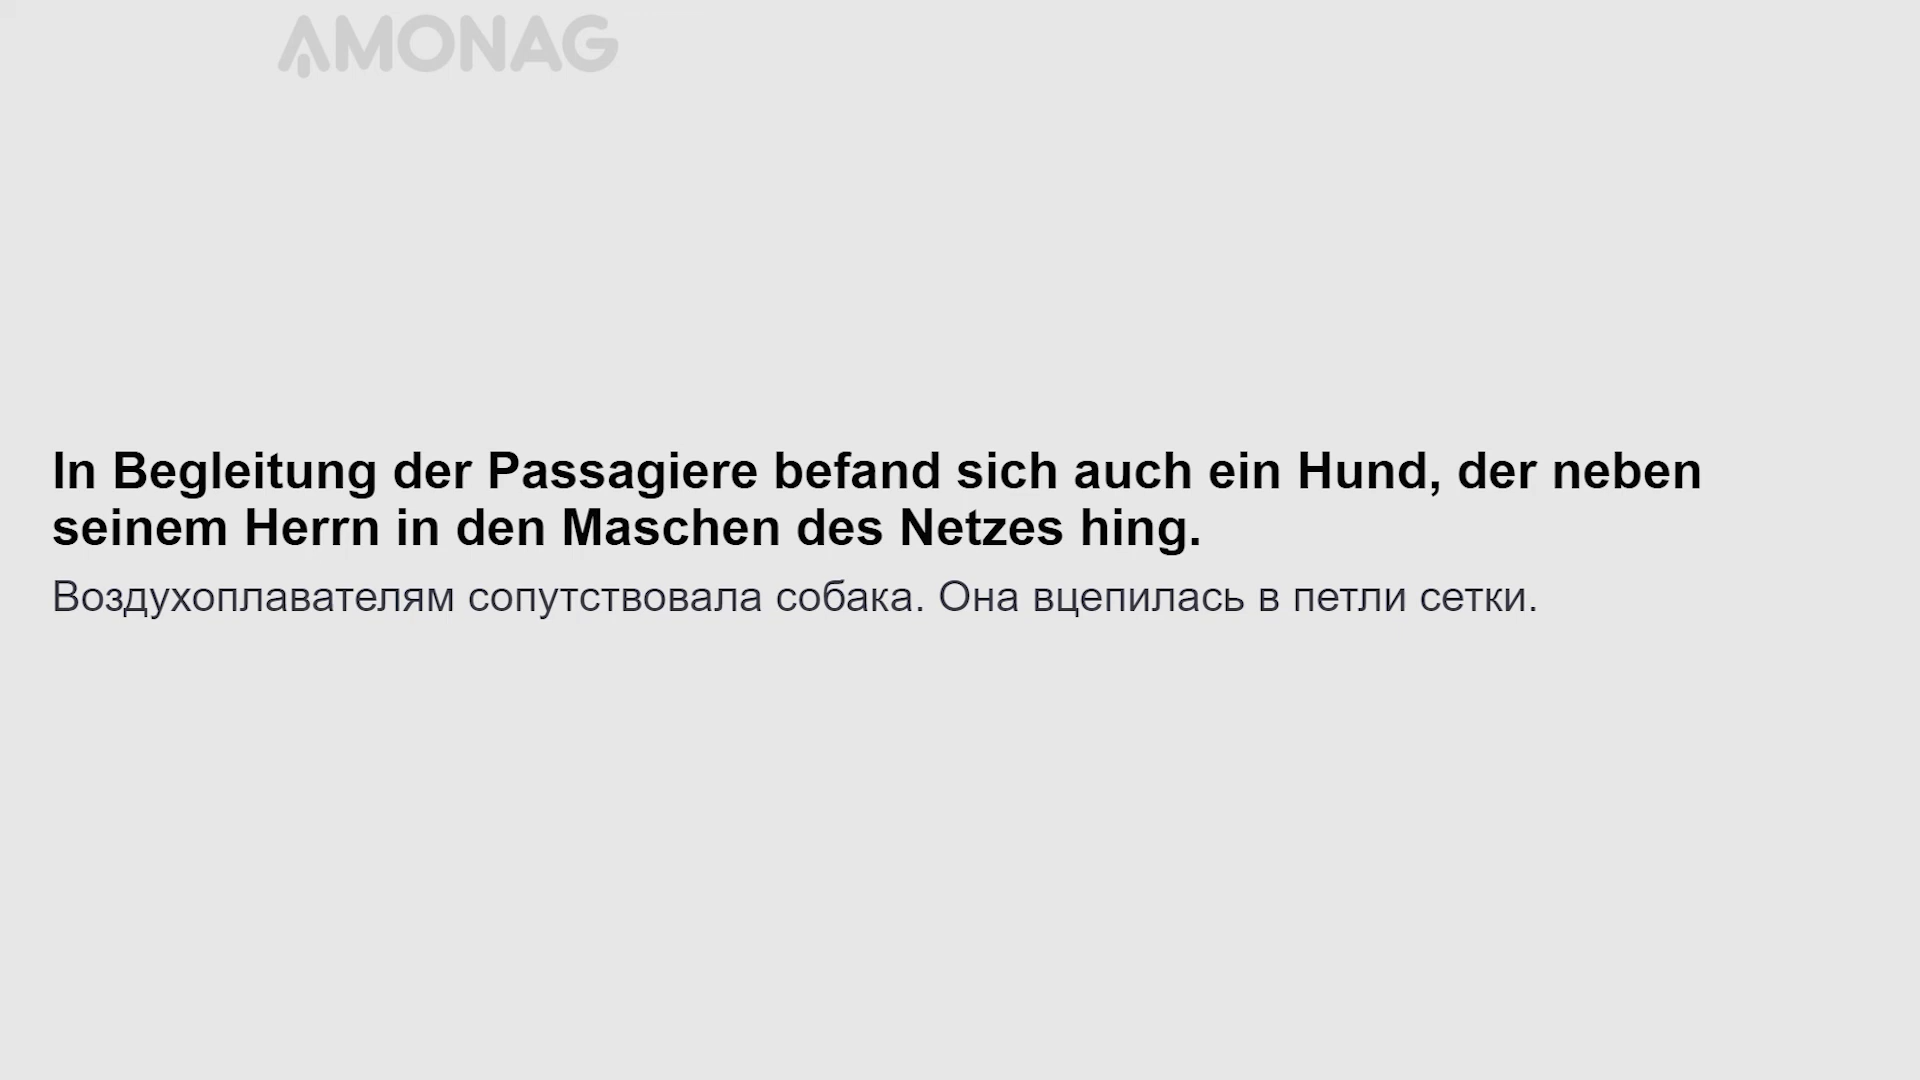 AMONAG
In Begleitung der Passagiere befand sich auch ein Hund, der neben
seinem Herrn in den Maschen des Netzes hing.
Воздухоплавателям сопутствовала собака. Она вцепилась в петли сетки.